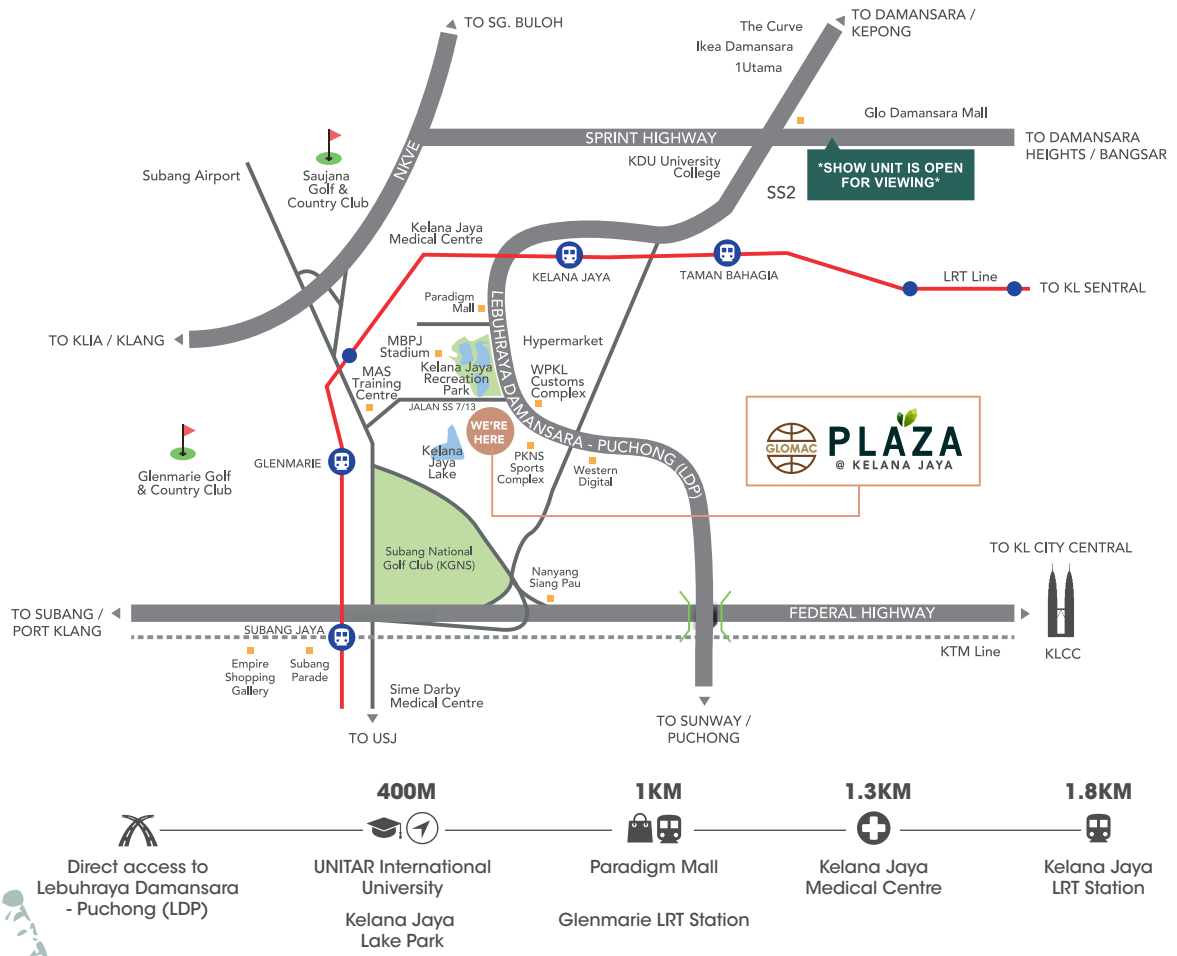 TO SG. BULOH
TO DAMANSARA /
KEPONG
The Curve
Ikea Damansara
1Utama
Glo Damansara Mall
SPRINT HIGHWAY
TO DAMANSARA
HEIGHTS / BANGSAR
NKVE
KDU University
College
*SHOW UNIT IS OPEN
FOR VIEWING*
SS2
Subang Airport
Saujana
Golf &
Country Club
Kelana Jaya
Medical Centre
KELANA JAYA
TAMAN BAHAGIA
LRT Line
TO KL SENTRAL
Paradigm
Mall
LEBUHRAYA DAMANSARA - PUCHONG (LDP)
TO KLIA / KLANG
MBPJ
Stadium
Hypermarket
Kelana Jaya
Recreation
Park
WPKL
Customs
Complex
MAS
Training
Centre
JALAN SS 7/13
WE'RE
HERE
GLOMAC
PLAZA
@ KELANA JAYA
Kelana
Jaya
Lake
PKNS
Sports
Complex
Western
Digital
GLENMARIE
Glenmarie Golf
& Country Club
Subang National
Golf Club (KGNS)
Nanyang
Siang Pau
TO KL CITY CENTRAL
TO SUBANG /
PORT KLANG
FEDERAL HIGHWAY
SUBANG JAYA
KTM Line
KLCC
Empire
Shopping
Gallery
Subang
Parade
Sime Darby
Medical Centre
TO USJ
TO SUNWAY /
PUCHONG
Direct access to
Lebuhraya Damansara
- Puchong (LDP)
400M
UNITAR International
University
Kelana Jaya
Lake Park
1KM
Paradigm Mall
Glenmarie LRT Station
1.3KM
Kelana Jaya
Medical Centre
1.8KM
Kelana Jaya
LRT Station